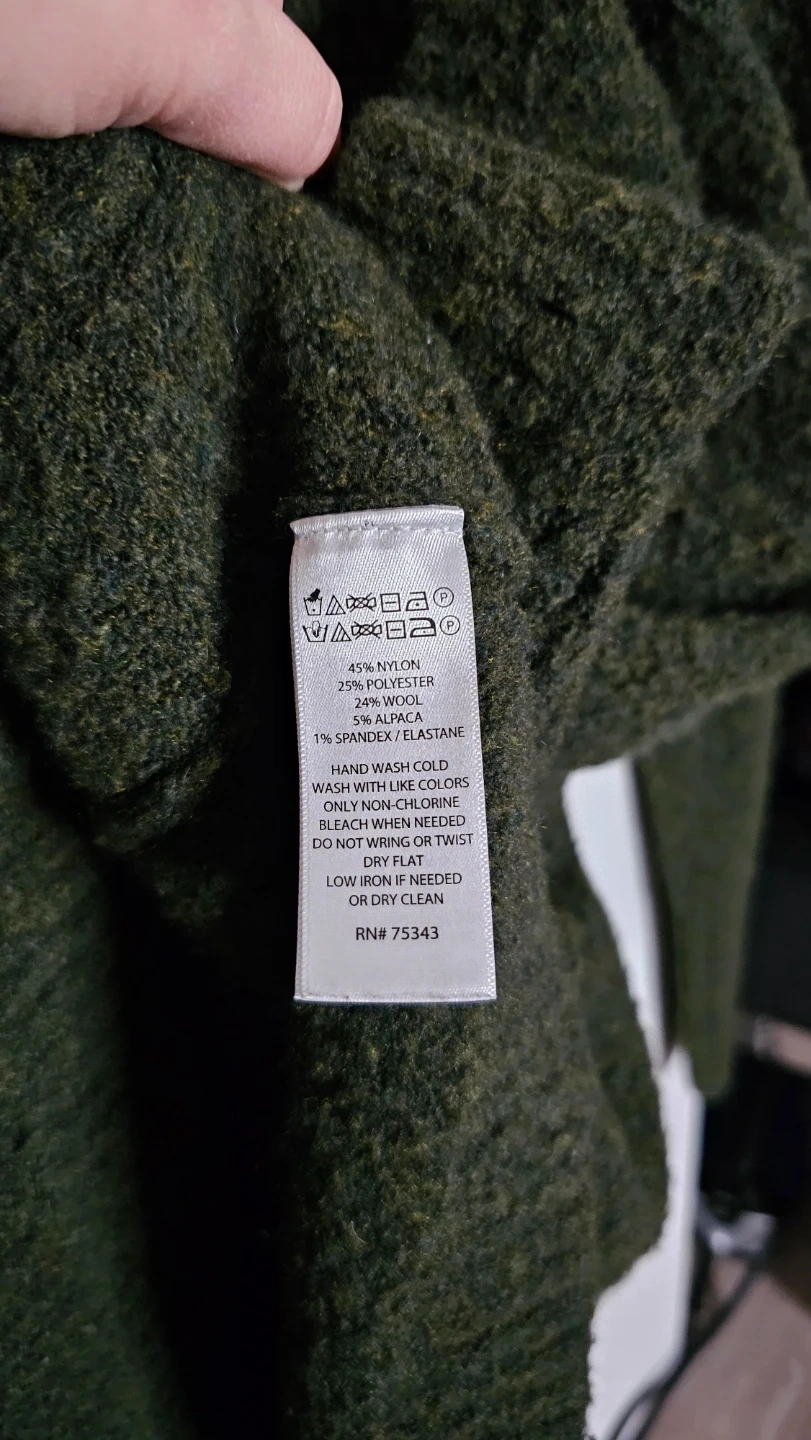 P
P
45% NYLON
25% POLYESTER
24% WOOL
5% ALPACA
1% SPANDEX / ELASTANE
HAND WASH COLD
WASH WITH LIKE COLORS
ONLY NON-CHLORINE
BLEACH WHEN NEEDED
DO NOT WRING OR TWIST
DRY FLAT
LOW IRON IF NEEDED
OR DRY CLEAN
RN# 75343